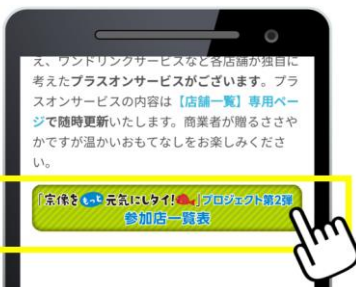 え、ワンドリンクサービスなど各店舗が独自に
考えたプラスオンサービスがございます。プラ
スオンサービスの内容は【店舗一覧】専用ペー
ジで随時更新いたします。商業者が贈るささや
かですが温かいおもてなしをお楽しみくださ
い。
「宗像をもっと元気にしタイ!」プロジェクト第2弾
参加店一覧表